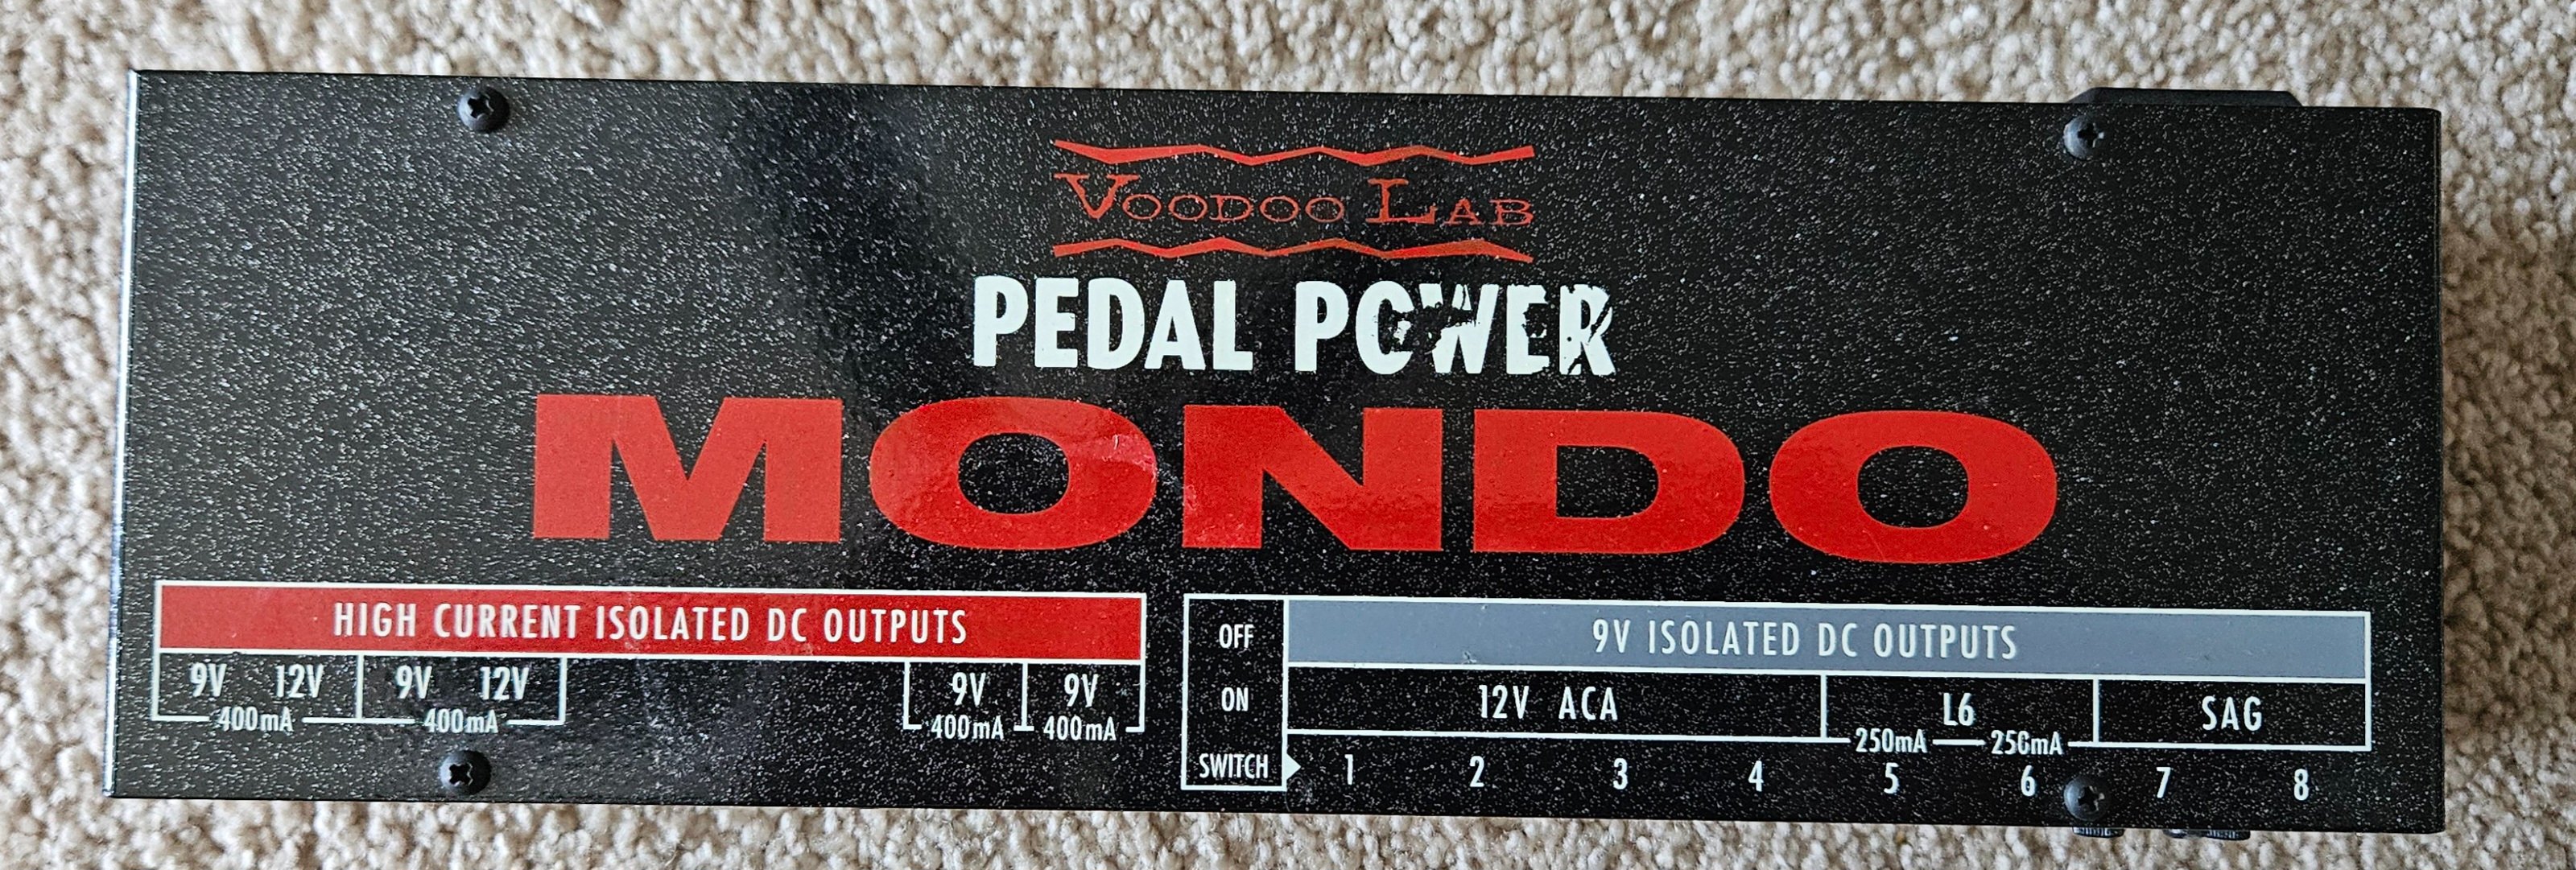 VOODOO LAB
PEDAL POWER
MONDO
HIGH CURRENT ISOLATED DC OUTPUTS
9V 12V 9V 12V 9V 9V
400mA 400mA 400mA 400mA
OFF 9V ISOLATED DC OUTPUTS
ON 12V ACA L6 SAG
250mA 250mA
SWITCH 1 2 3 4 5 6 7 8